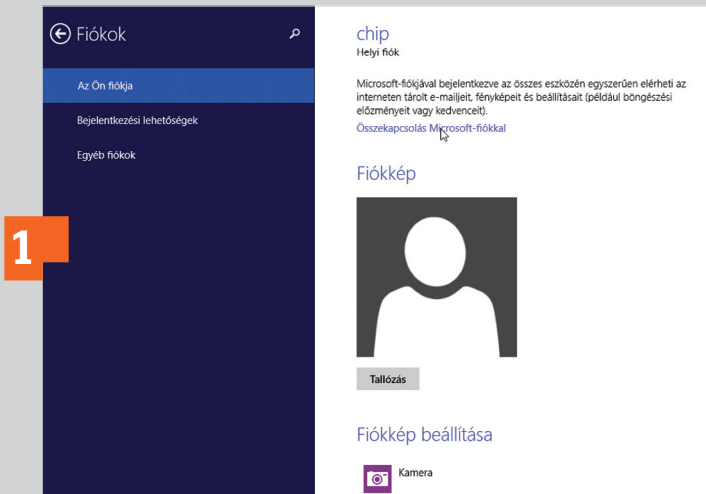 Fiókok
Az Ön fiókja
Bejelentkezési lehetőségek
Egyéb fiókok
1
chip
Helyi fiók
Microsoft-fiókjával bejelentkezve az összes eszközén egyszerűen elérheti az
interneten tárolt e-mailjeit, fényképeit és beállításait (például böngészési
előzményeit vagy kedvenceit).
Összekapcsolás Microsoft-fiókkal
Fiókkép
Tallózás
Fiókkép beállítása
Kamera